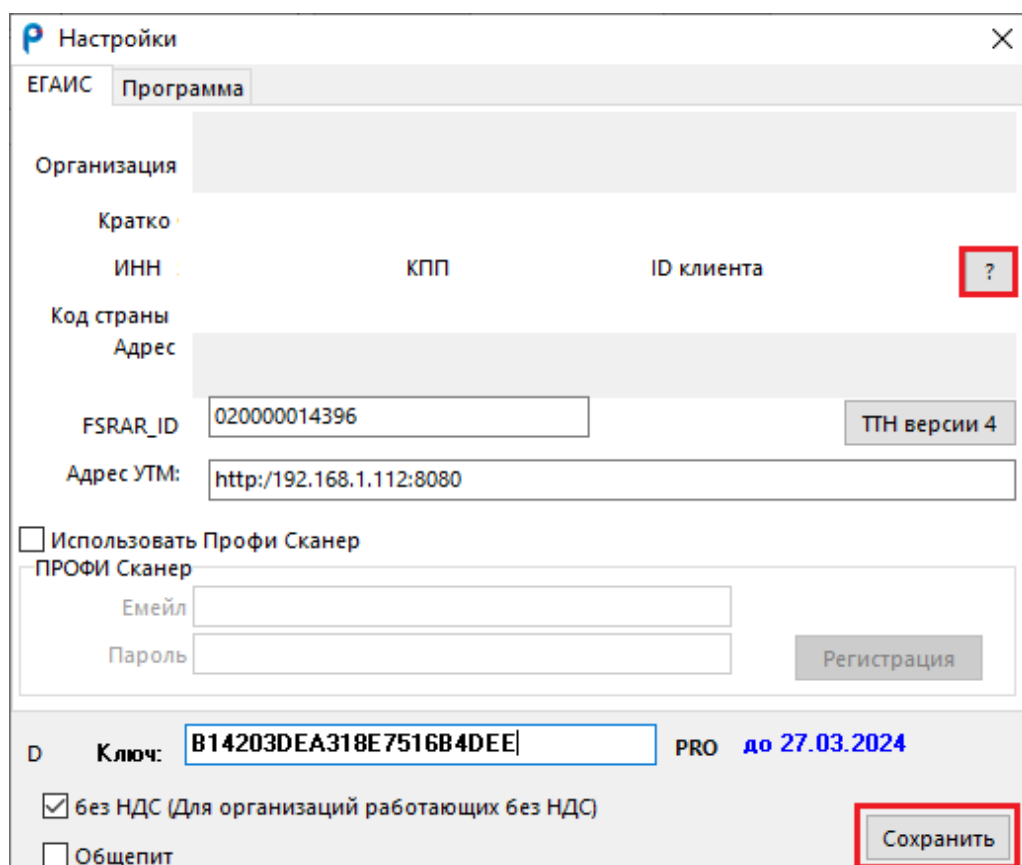 Настройки
ЕГАИС Программа
Организация
Кратко
ИНН КПП ID клиента ?
Код страны
Адрес
FSRAR_ID 020000014396 ТТН версии 4
Адрес УТМ: http:/192.168.1.112:8080
Использовать Профи Сканер
ПРОФИ Сканер
Емейл
Пароль Регистрация
D Ключ: B14203DEA318E7516B4DEE PRO до 27.03.2024
без НДС (Для организаций работающих без НДС)
Общепит Сохранить